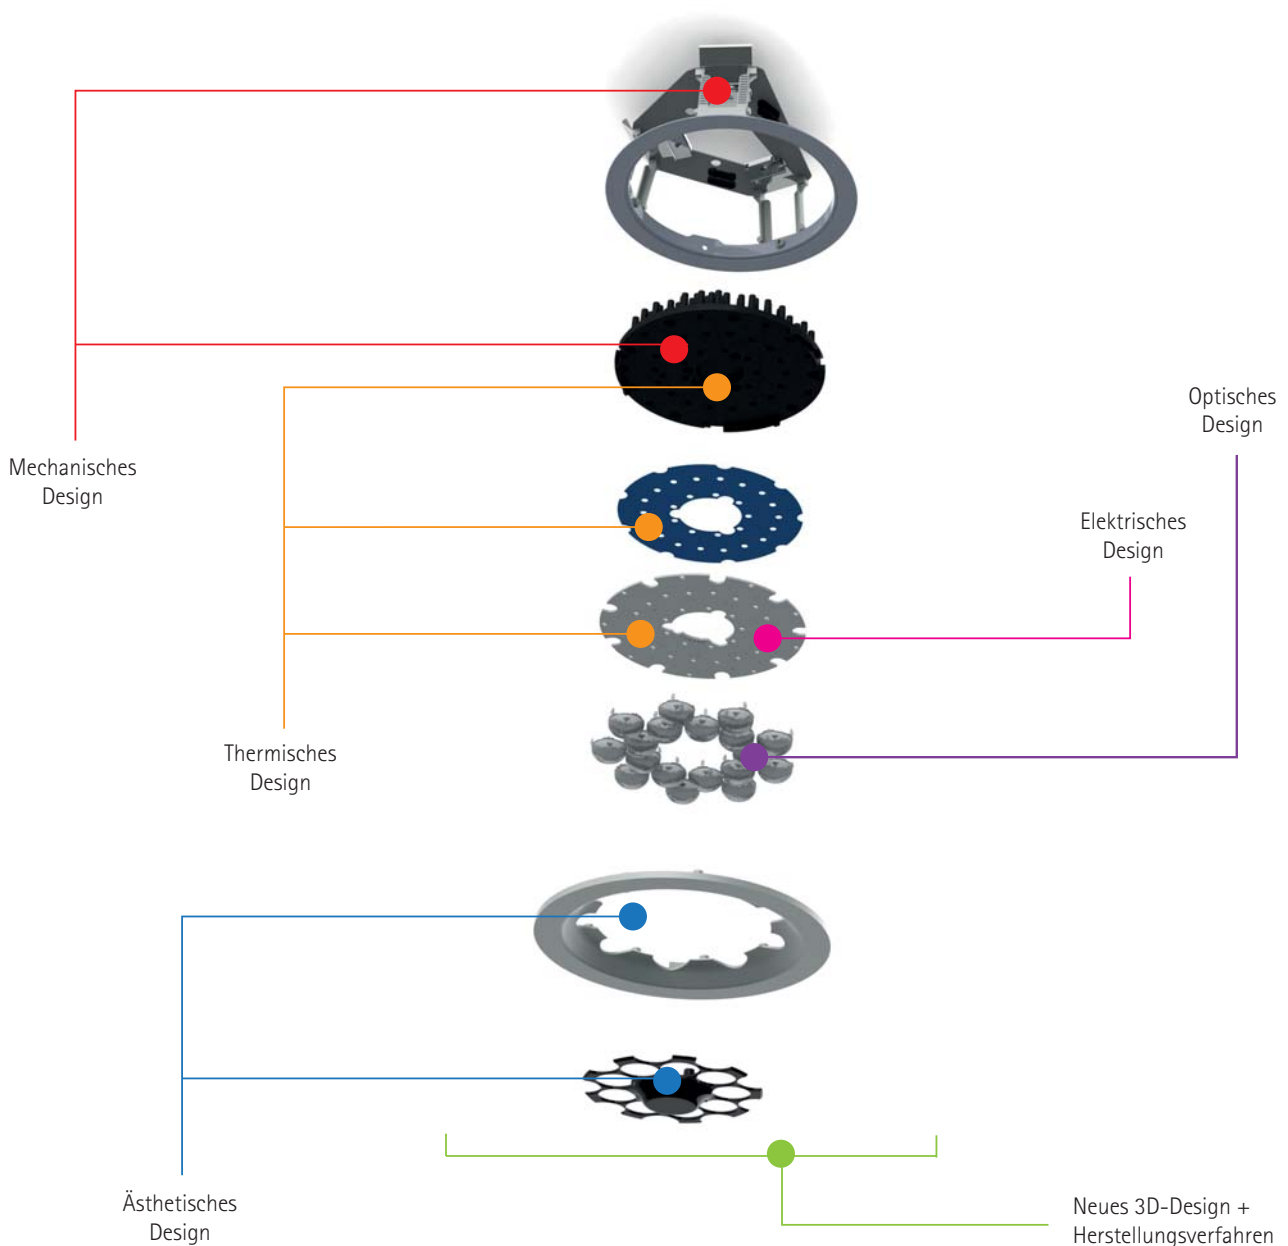 Optisches
Design
Mechanisches
Design
Elektrisches
Design
Thermisches
Design
Ästhetisches
Design
Neues 3D-Design +
Herstellungsverfahren